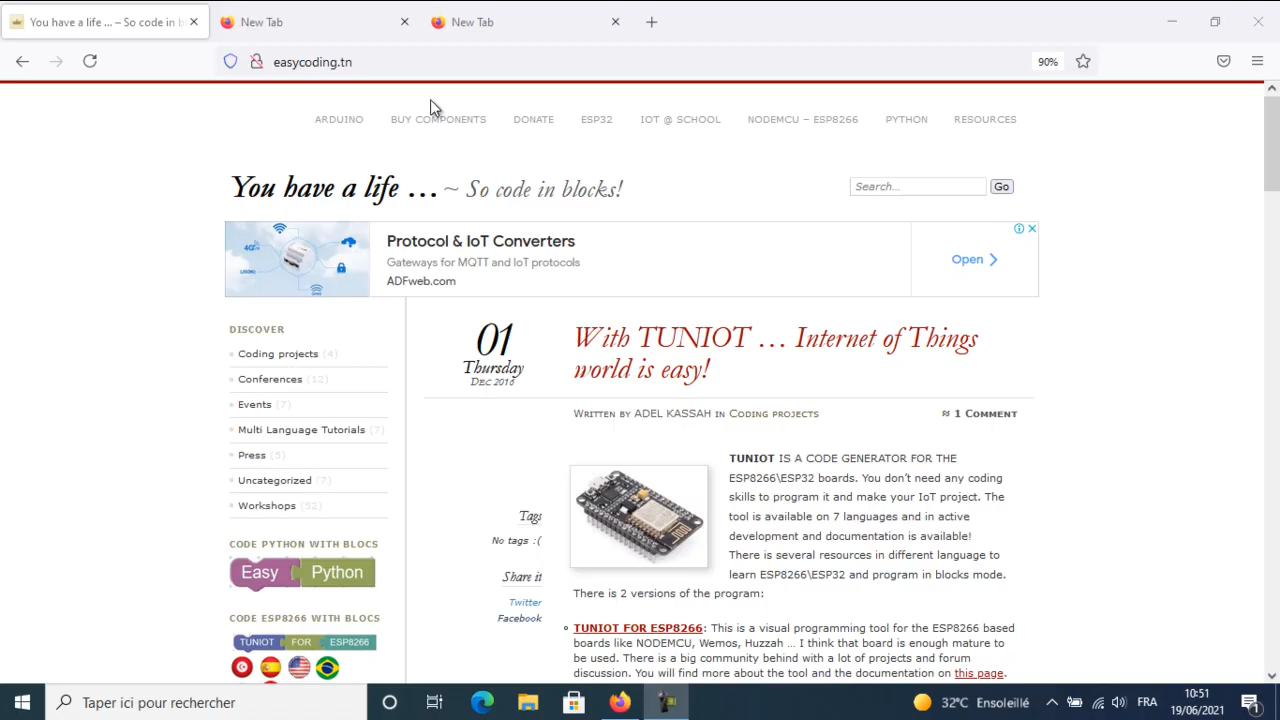 You have a life ... – So code in b
New Tab
New Tab
easycoding.tn
90%
ARDUINO
BUY COMPONENTS
DONATE
ESP32
IOT @ SCHOOL
NODEMCU – ESP8266
PYTHON
RESOURCES
You have a life … ~ So code in blocks!
Search...
Go
Protocol & IoT Converters
Gateways for MQTT and IoT protocols
ADFweb.com
Open
DISCOVER
Coding projects (4)
Conferences (12)
Events (7)
Multi Language Tutorials (7)
Press (5)
Uncategorized (7)
Workshops (52)
CODE PYTHON WITH BLOCS
Easy Python
CODE ESP8266 WITH BLOCS
TUNIOT FOR ESP8266
01
Thursday
DEC 2016
With TUNIOT … Internet of Things
world is easy!
WRITTEN BY ADEL KASSAH IN CODING PROJECTS
≈ 1 COMMENT
Tags
No tags :(
Share it
Twitter
Facebook
TUNIOT IS A CODE GENERATOR FOR THE
ESP8266\ESP32 boards. You don't need any coding
skills to program it and make your IoT project. The
tool is available on 7 languages and in active
development and documentation is available!
There is several resources in different language to
learn ESP8266\ESP32 and program in blocks mode.
There is 2 versions of the program:
TUNIOT FOR ESP8266: This is a visual programming tool for the ESP8266 based
boards like NODEMCU, Wemos, Huzzah … I think that board is enough mature to
be used. There is a big community behind with a lot of projects and forum
discussion. You will find more about the tool and the documentation on this page.
Taper ici pour rechercher
32°C Ensoleillé
FRA
10:51
19/06/2021
1